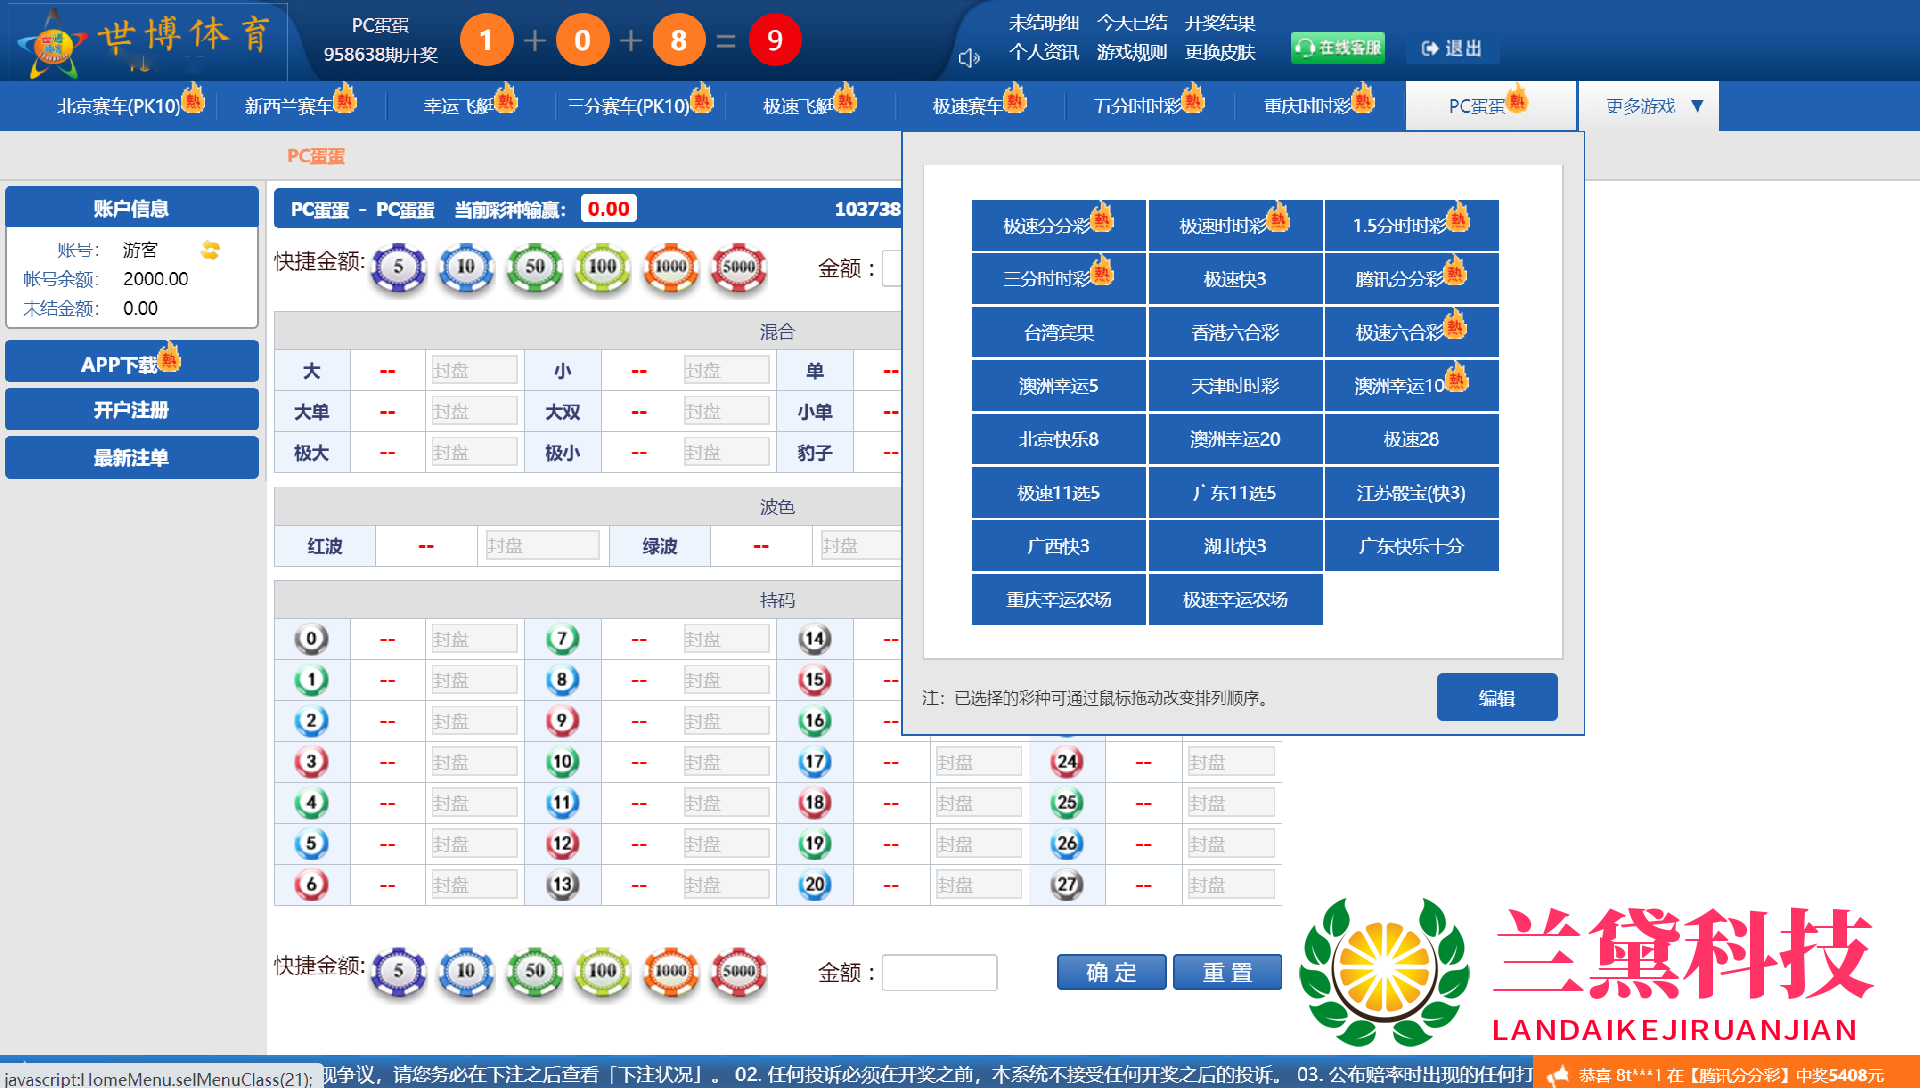 世博体育
PC蛋蛋
958638期开奖
1 + 0 + 8 = 9
未结明细 今天已结 开奖结果
个人资讯 游戏规则 更换皮肤
在线客服
退出
北京赛车(PK10)熱 新西兰赛车熱 幸运飞艇熱 三分赛车(PK10)熱 极速飞艇熱 极速赛车熱 五分时时彩熱 重庆时时彩熱 PC蛋蛋熱 更多游戏 ▼
PC蛋蛋
账户信息
账号： 游客
帐号余额： 2000.00
未结金额： 0.00
APP下载熱
开户注册
最新注单
PC蛋蛋 - PC蛋蛋 当前彩种输赢： 0.00 103738
快捷金额: 5 10 50 100 1000 5000 金额：
混合
大 -- 封盘 小 -- 封盘 单 --
大单 -- 封盘 大双 -- 封盘 小单 --
极大 -- 封盘 极小 -- 封盘 豹子 --
波色
红波 -- 封盘 绿波 -- 封盘
特码
0 -- 封盘 7 -- 封盘 14 --
1 -- 封盘 8 -- 封盘 15 --
2 -- 封盘 9 -- 封盘 16 --
3 -- 封盘 10 -- 封盘 17 -- 封盘 24 -- 封盘
4 -- 封盘 11 -- 封盘 18 -- 封盘 25 -- 封盘
5 -- 封盘 12 -- 封盘 19 -- 封盘 26 -- 封盘
6 -- 封盘 13 -- 封盘 20 -- 封盘 27 -- 封盘
极速分分彩熱 极速时时彩熱 1.5分时时彩熱
三分时时彩熱 极速快3 腾讯分分彩熱
台湾宾果 香港六合彩 极速六合彩熱
澳洲幸运5 天津时时彩 澳洲幸运10熱
北京快乐8 澳洲幸运20 极速28
极速11选5 广东11选5 江苏骰宝(快3)
广西快3 湖北快3 广东快乐十分
重庆幸运农场 极速幸运农场
注：已选择的彩种可通过鼠标拖动改变排列顺序。
编辑
快捷金额: 5 10 50 100 1000 5000 金额： 确定 重置
兰黛科技
LANDAIKEJIRUANJIAN
javascript:HomeMenu.selMenuClass(21);
现争议，请您务必在下注之后查看「下注状况」。 02. 任何投诉必须在开奖之前，本系统不接受任何开奖之后的投诉。 03. 公布赔率时出现的任何打
恭喜 8t***1 在【腾讯分分彩】中奖5408元